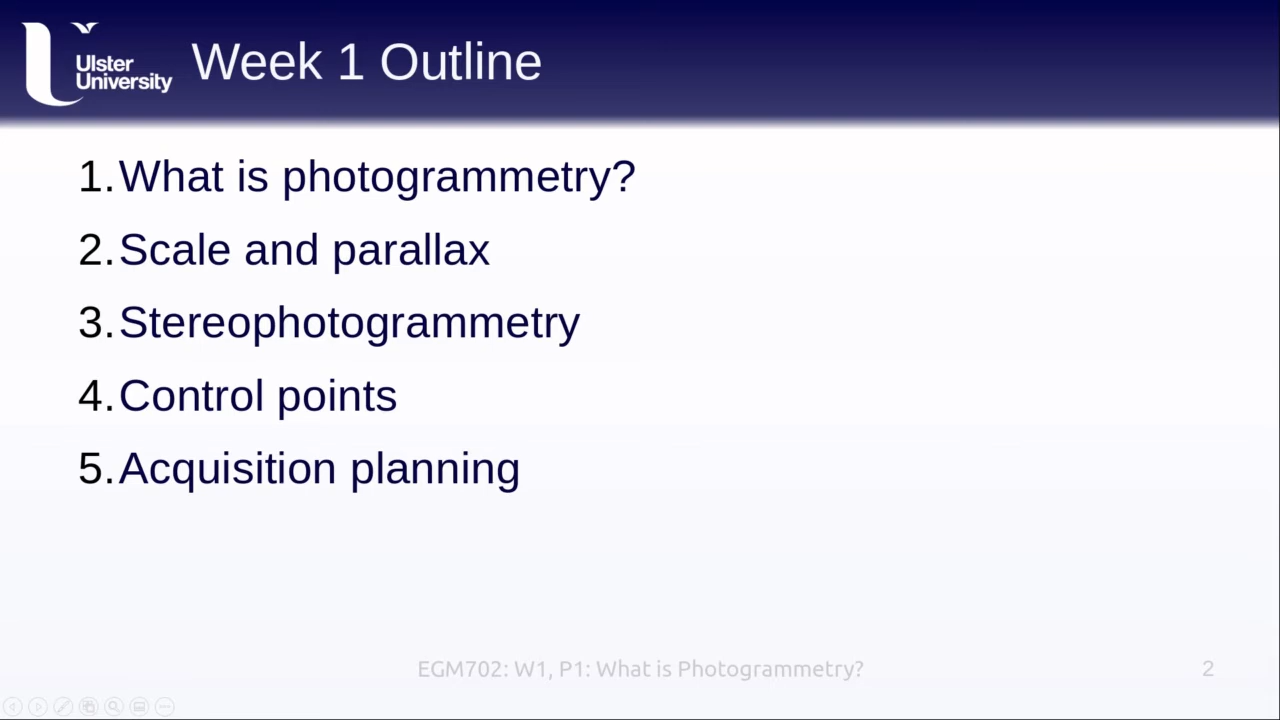 Ulster
University
Week 1 Outline
1. What is photogrammetry?
2. Scale and parallax
3. Stereophotogrammetry
4. Control points
5. Acquisition planning
EGM702: W1, P1: What is Photogrammetry?
2